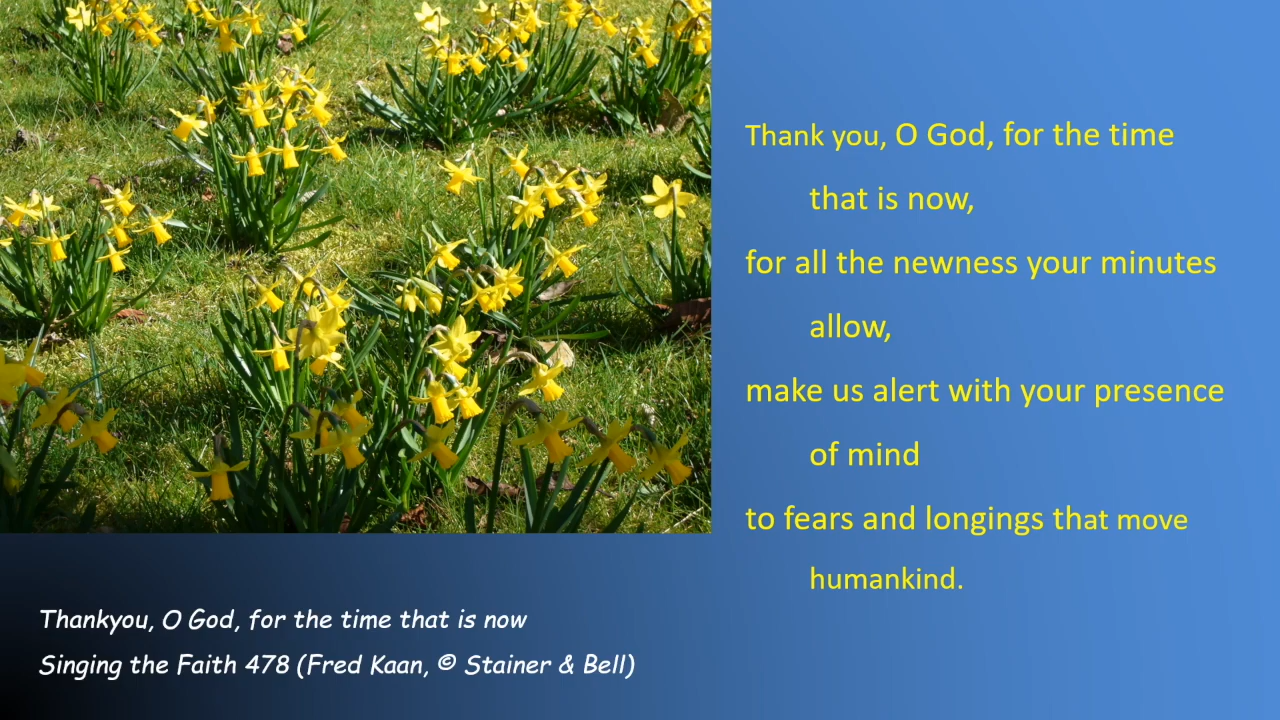 Thank you, O God, for the time
that is now,
for all the newness your minutes
allow,
make us alert with your presence
of mind
to fears and longings that move
humankind.
Thankyou, O God, for the time that is now
Singing the Faith 478 (Fred Kaan, © Stainer & Bell)